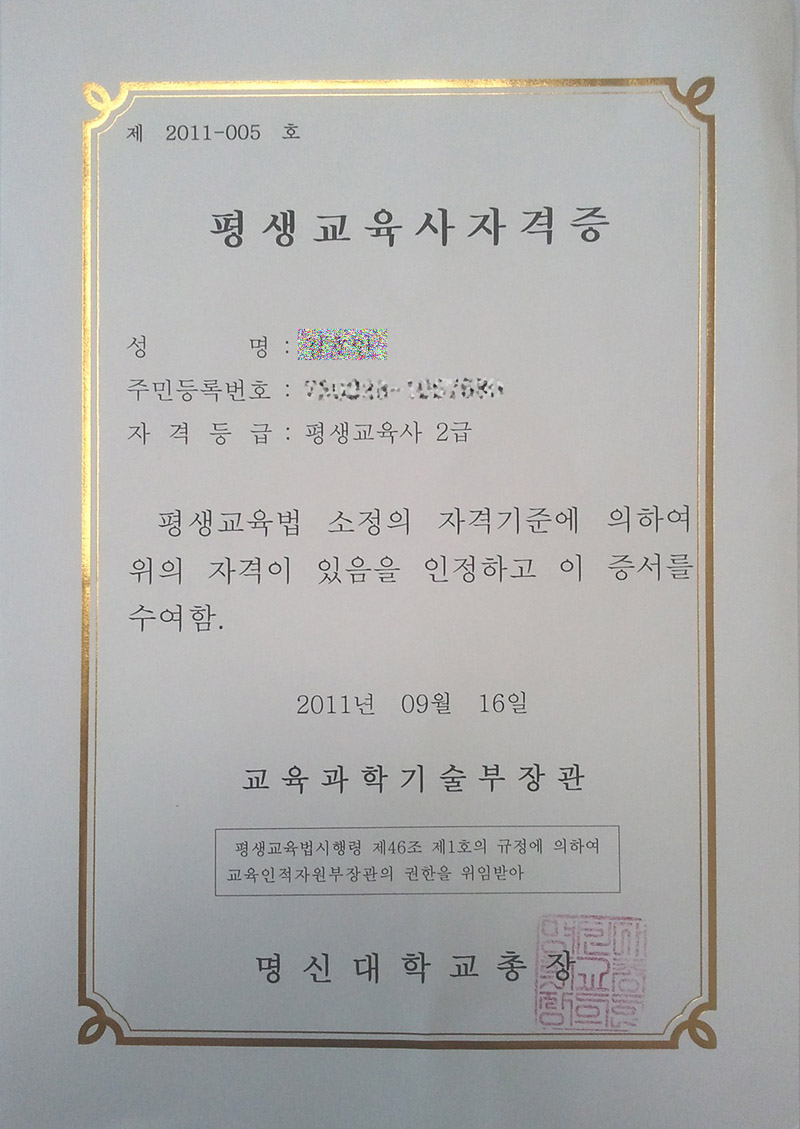 제 2011-005 호
평생교육사자격증
성 명 :
주민등록번호 :
자 격 등 급 : 평생교육사 2급
평생교육법 소정의 자격기준에 의하여
위의 자격이 있음을 인정하고 이 증서를
수여함.
2011년 09월 16일
교육과학기술부장관
평생교육법시행령 제46조 제1호의 규정에 의하여
교육인적자원부장관의 권한을 위임받아
명신대학교총장